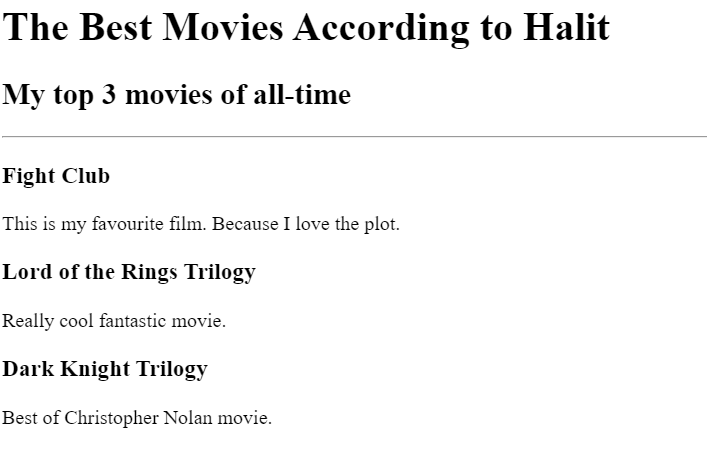 The Best Movies According to Halit
My top 3 movies of all-time
Fight Club
This is my favourite film. Because I love the plot.
Lord of the Rings Trilogy
Really cool fantastic movie.
Dark Knight Trilogy
Best of Christopher Nolan movie.